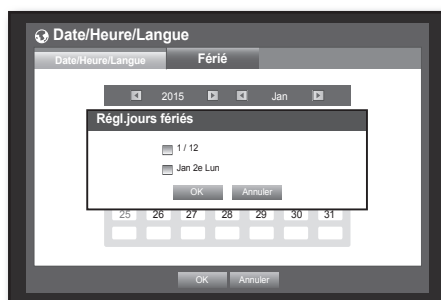 Date/Heure/Langue
Date/Heure/Langue Férié
2015 Jan
Régl.jours fériés
1 / 12
Jan 2e Lun
OK Annuler
25 26 27 28 29 30 31
OK Annuler